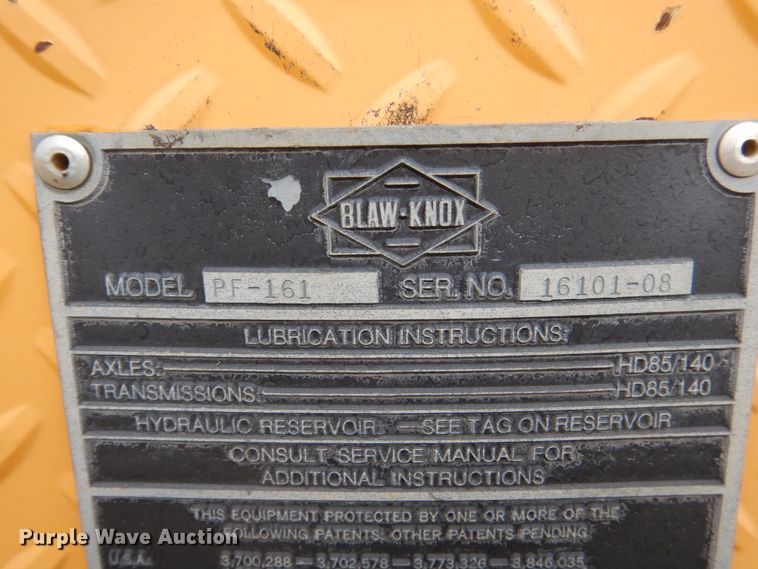 BLAW-KNOX
MODEL PF-161 SER. NO. 16101-08
LUBRICATION INSTRUCTIONS:
AXLES: HD85/140
TRANSMISSIONS: HD85/140
HYDRAULIC RESERVOIR — SEE TAG ON RESERVOIR
CONSULT SERVICE MANUAL FOR
ADDITIONAL INSTRUCTIONS
THIS EQUIPMENT PROTECTED BY ONE OR MORE OF THE
FOLLOWING PATENTS; OTHER PATENTS PENDING
U.S.A. 3,700,288 — 3,702,578 — 3,773,326 — 3,846,035
Purple Wave Auction